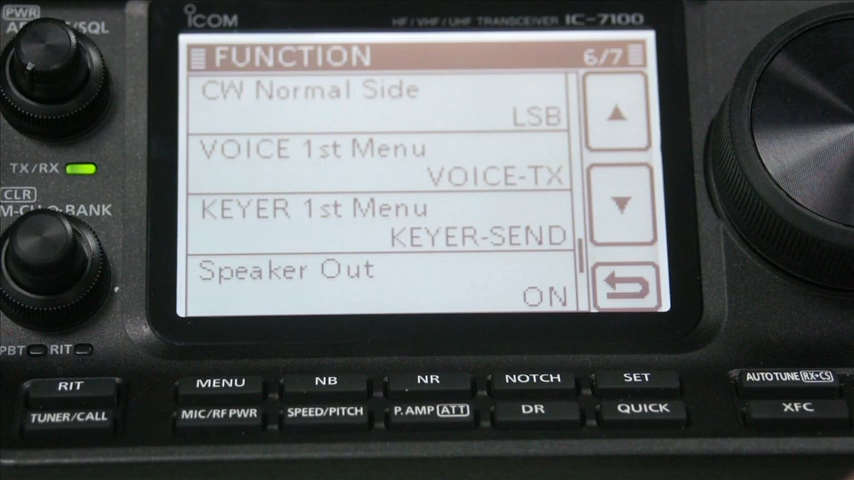 PWR
/SQL
ICOM
HF/VHF/UHF TRANSCEIVER IC-7100
FUNCTION
6/7
CW Normal Side
LSB
VOICE 1st Menu
VOICE-TX
KEYER 1st Menu
KEYER-SEND
Speaker Out
ON
TX/RX
CLR
M-CH BANK
PBT RIT
RIT
MENU
NB
NR
NOTCH
SET
AUTOTUNE RX-CS
TUNER/CALL
MIC/RF PWR
SPEED/PITCH
P.AMP ATT
DR
QUICK
XFC